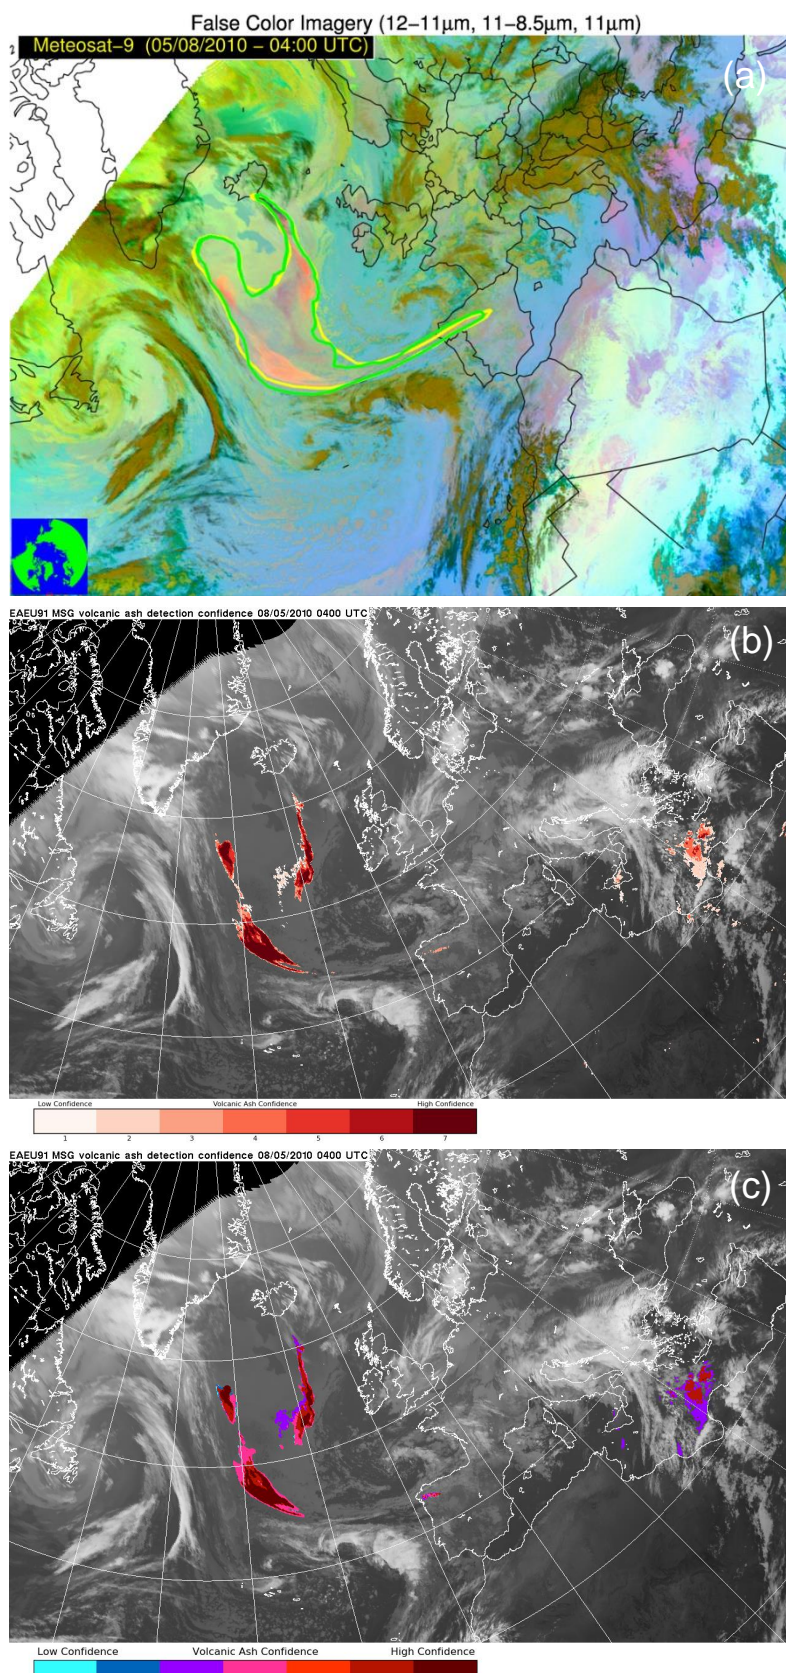 False Color Imagery (12−11µm, 11−8.5µm, 11µm)
Meteosat−9 (05/08/2010 − 04:00 UTC)
(a)
EAEU91 MSG volcanic ash detection confidence 08/05/2010 0400 UTC
(b)
Low Confidence Volcanic Ash Confidence High Confidence
1 2 3 4 5 6 7
EAEU91 MSG volcanic ash detection confidence 08/05/2010 0400 UTC
(c)
Low Confidence Volcanic Ash Confidence High Confidence